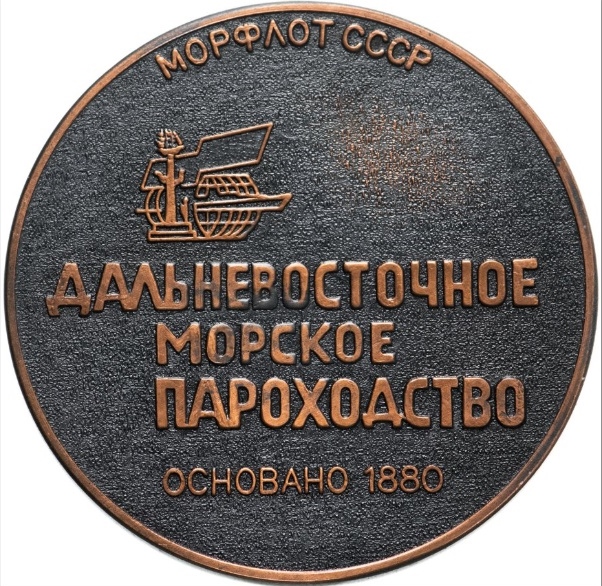 МОРФЛОТ СССР
ДАЛЬНЕВОСТОЧНОЕ
МОРСКОЕ
ПАРОХОДСТВО
ОСНОВАНО 1880